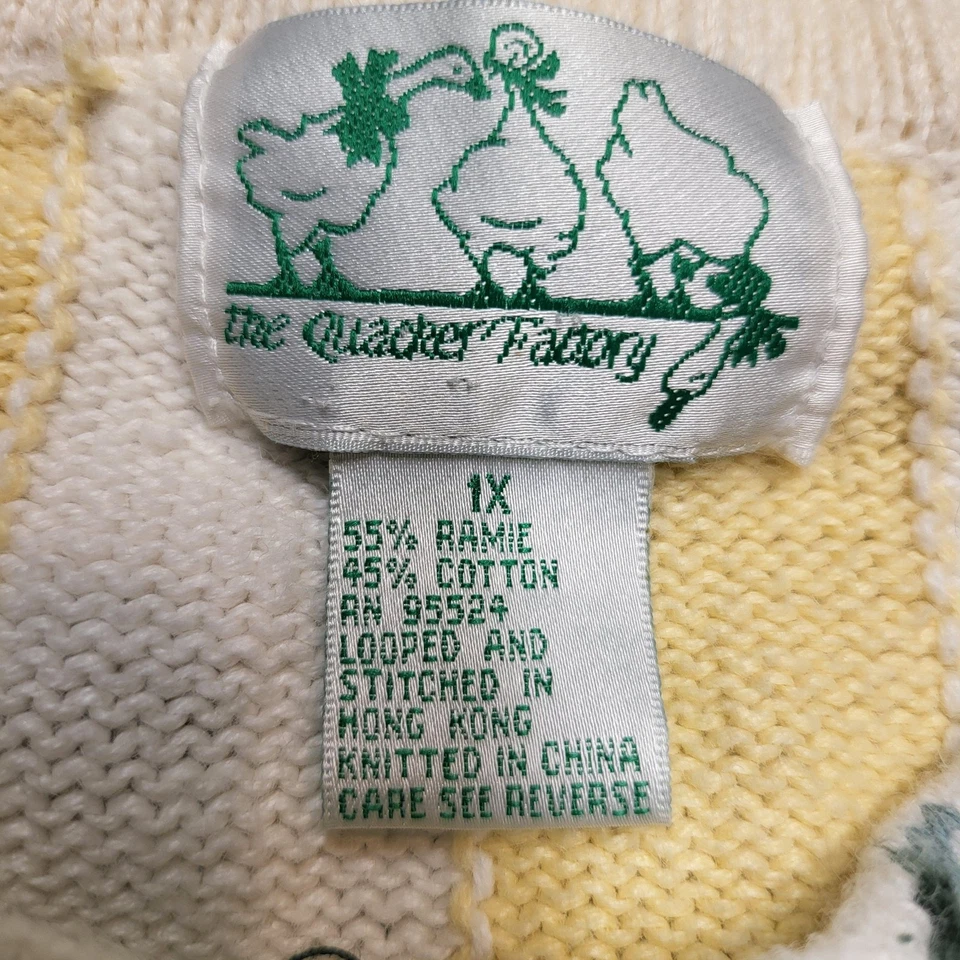 the Quacker Factory
1X
55% RAMIE
45% COTTON
RN 95524
LOOPED AND
STITCHED IN
HONG KONG
KNITTED IN CHINA
CARE SEE REVERSE